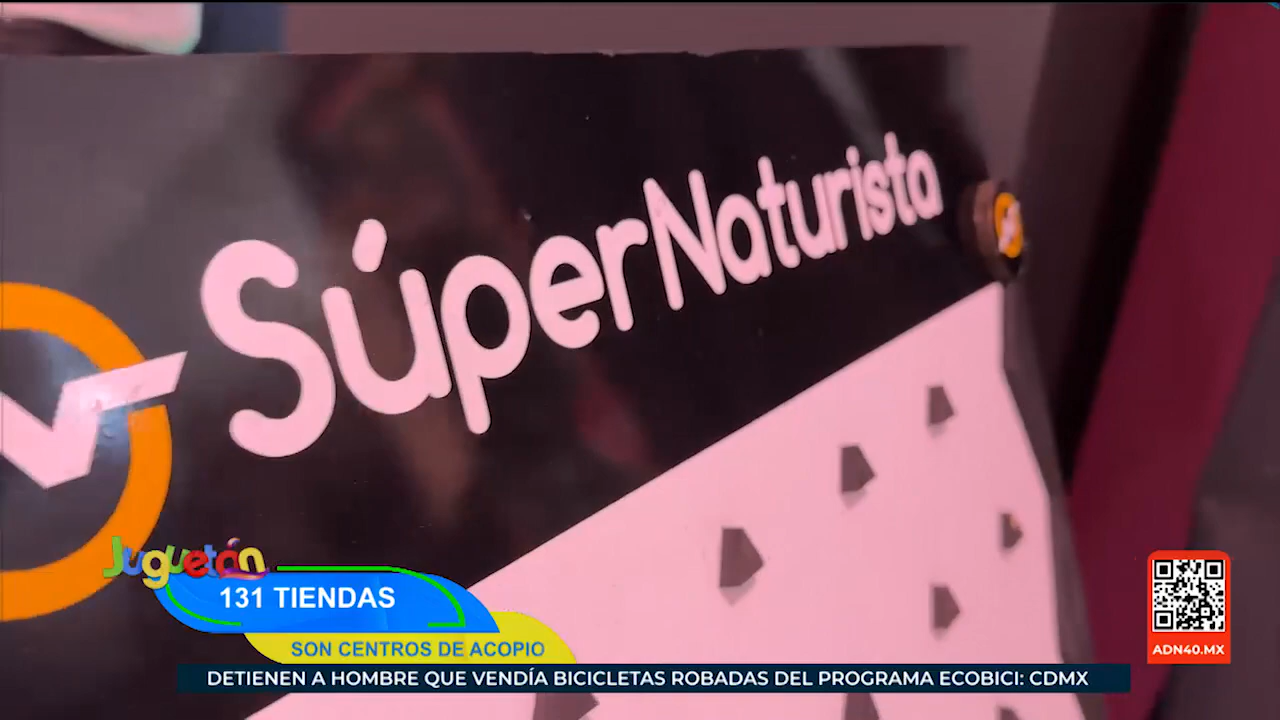 SúperNaturista
Juguetón
131 TIENDAS
SON CENTROS DE ACOPIO
ADN40.MX
DETIENEN A HOMBRE QUE VENDÍA BICICLETAS ROBADAS DEL PROGRAMA ECOBICI: CDMX